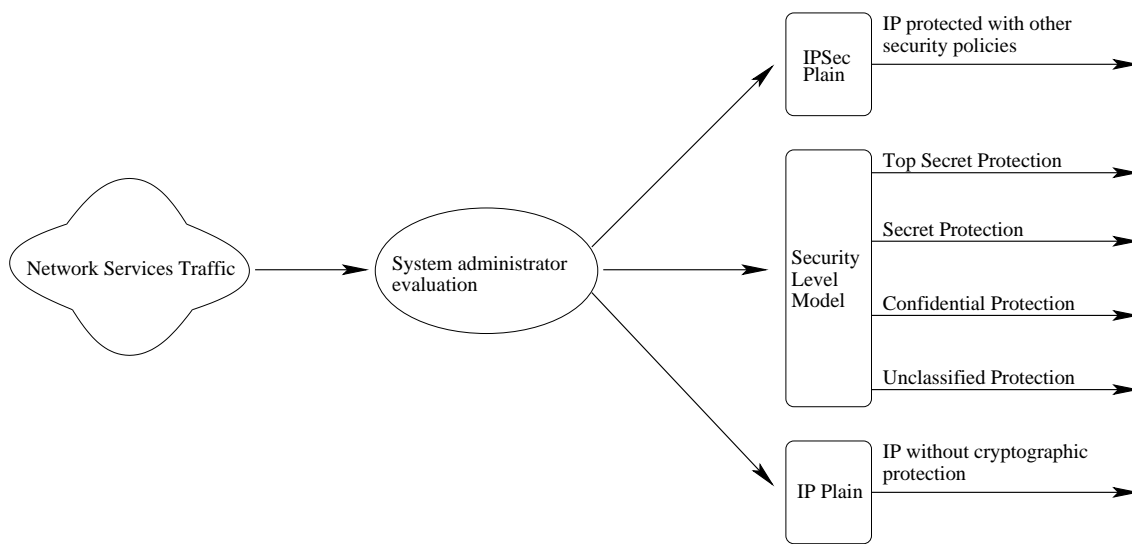 Network Services Traffic
System administrator
evaluation
IPSec
Plain
IP protected with other
security policies
Security
Level
Model
Top Secret Protection
Secret Protection
Confidential Protection
Unclassified Protection
IP Plain
IP without cryptographic
protection